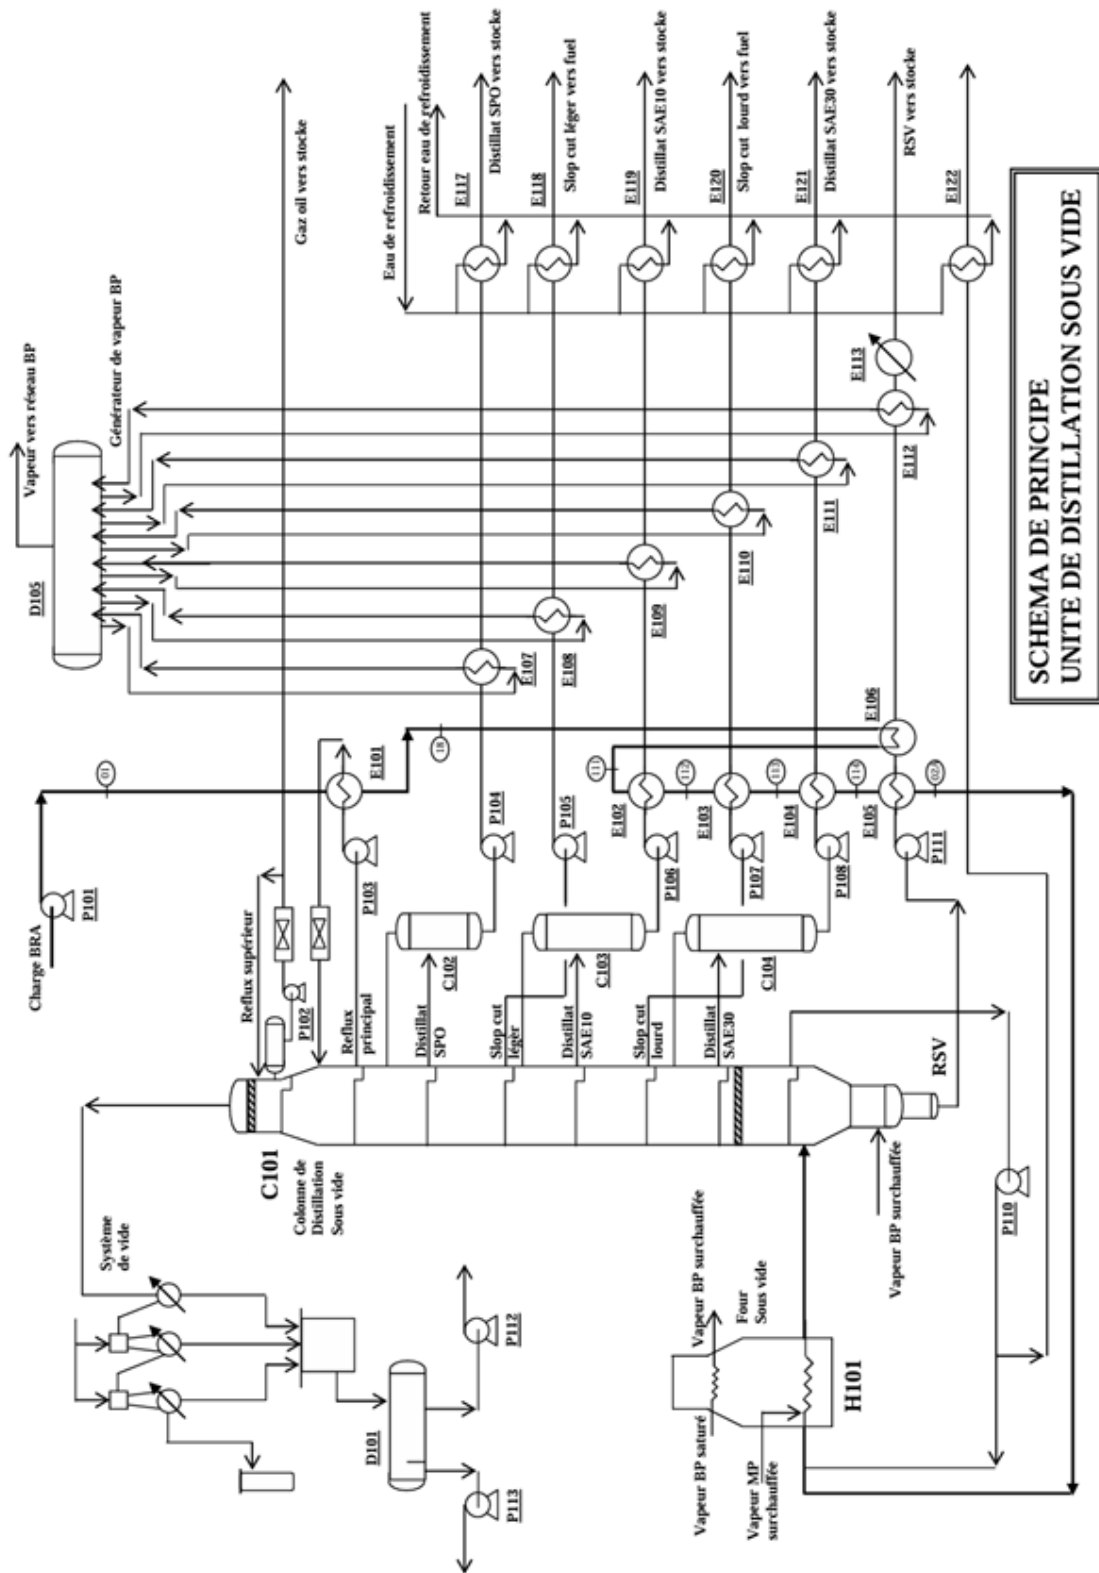 Charge BRA
P101
01
Reflux supérieur
P102
Gaz oil vers stocke
Vapeur vers réseau BP
D105
Générateur de vapeur BP
Eau de refroidissement
Retour eau de refroidissement
E101
18
P103
Reflux
principal
P104
E107
E117
Distillat SPO vers stocke
C102
Distillat
SPO
P105
E108
E118
Slop cut léger vers fuel
Slop cut
léger
C103
P106
111
E102
E109
E119
Distillat SAE10 vers stocke
Distillat
SAE10
112
P107
E103
E110
E120
Slop cut lourd vers fuel
Slop cut
lourd
C104
113
P108
E104
E111
E121
Distillat SAE30 vers stocke
Distillat
SAE30
114
P111
E105
E106
E112
E113
RSV vers stocke
E122
RSV
C101
Colonne de
Distillation
Sous vide
Système
de vide
D101
P112
P113
Vapeur BP saturé
Vapeur BP surchauffée
Four
Sous vide
H101
Vapeur MP
surchauffée
Vapeur BP surchauffée
P110
SCHEMA DE PRINCIPE
UNITE DE DISTILLATION SOUS VIDE